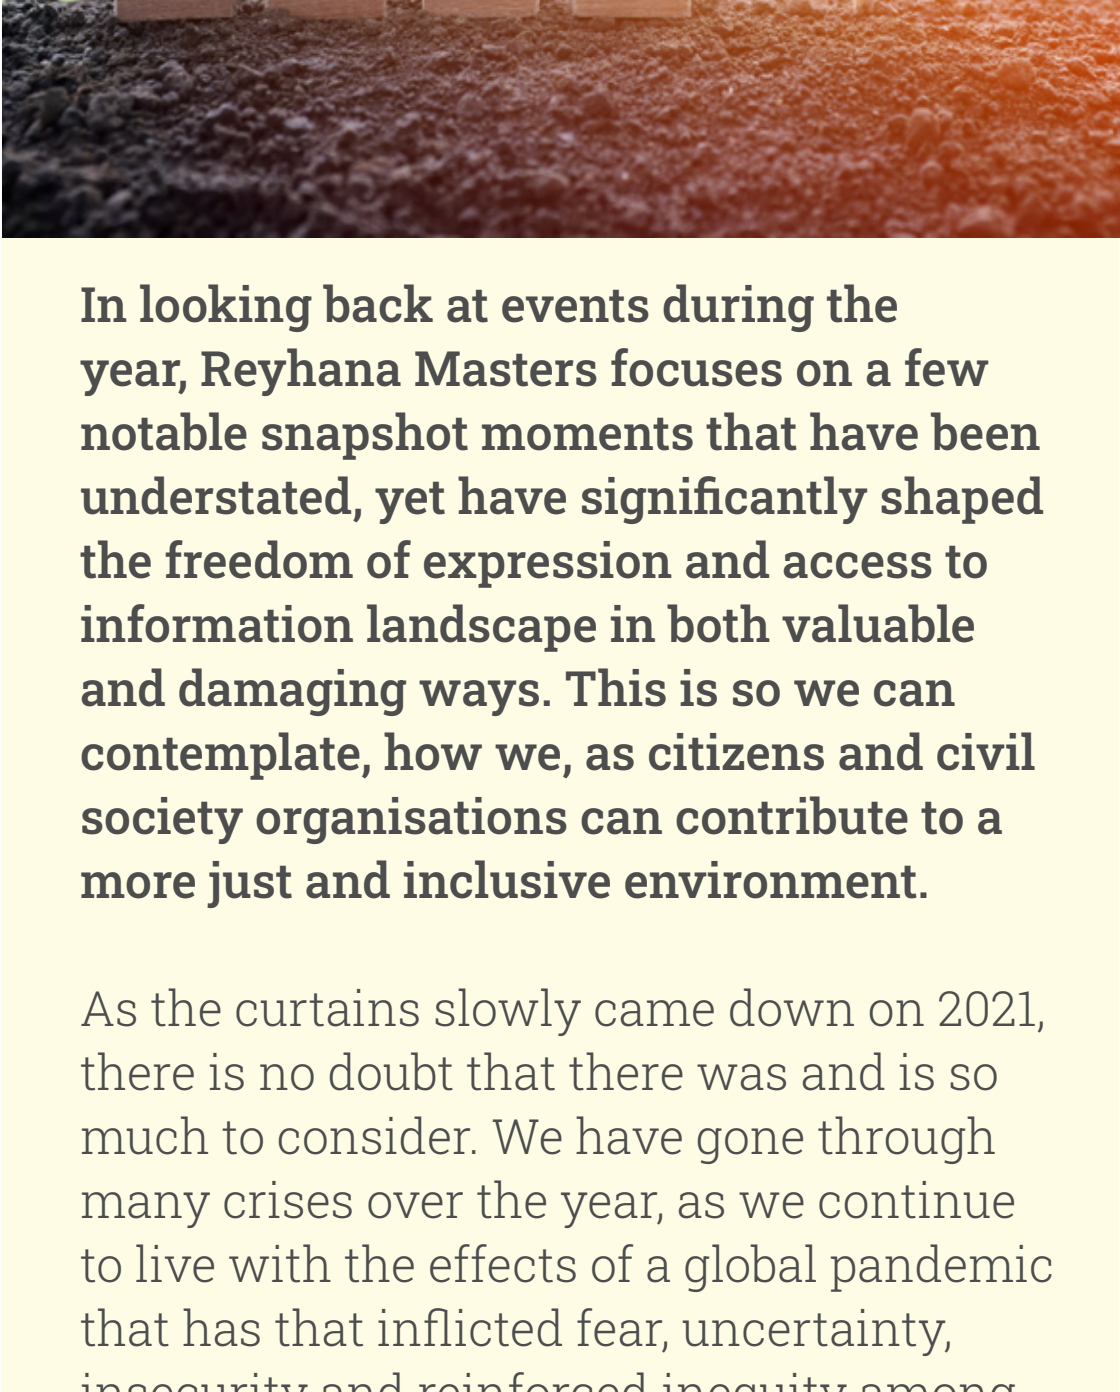 In looking back at events during the
year, Reyhana Masters focuses on a few
notable snapshot moments that have been
understated, yet have significantly shaped
the freedom of expression and access to
information landscape in both valuable
and damaging ways. This is so we can
contemplate, how we, as citizens and civil
society organisations can contribute to a
more just and inclusive environment.
As the curtains slowly came down on 2021,
there is no doubt that there was and is so
much to consider. We have gone through
many crises over the year, as we continue
to live with the effects of a global pandemic
that has that inflicted fear, uncertainty,
insecurity and reinforced inequity among